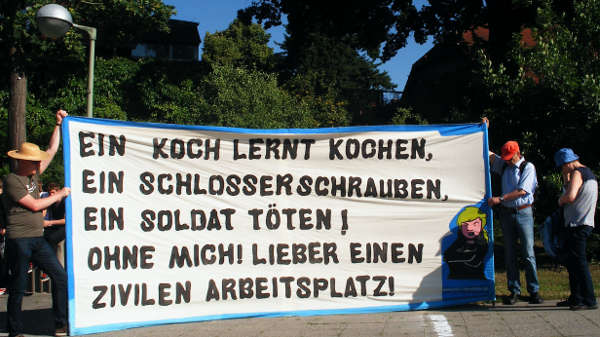 EIN KOCH LERNT KOCHEN,
EIN SCHLOSSER SCHRAUBEN,
EIN SOLDAT TÖTEN!
OHNE MICH! LIEBER EINEN
ZIVILEN ARBEITSPLATZ!